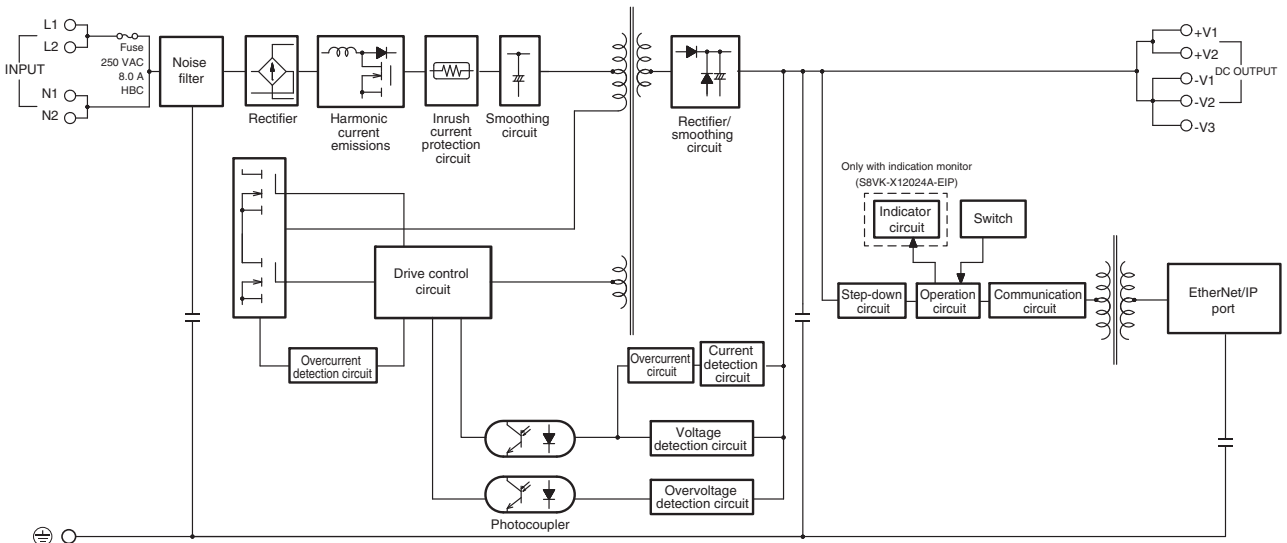 L1
L2
INPUT
N1
N2
Fuse
250 VAC
8.0 A
HBC
Noise
filter
Rectifier
Harmonic
current
emissions
Inrush
current
protection
circuit
Smoothing
circuit
Rectifier/
smoothing
circuit
+V1
+V2
DC OUTPUT
-V1
-V2
-V3
Only with indication monitor
(S8VK-X12024A-EIP)
Indicator
circuit
Switch
Drive control
circuit
Step-down
circuit
Operation
circuit
Communication
circuit
EtherNet/IP
port
Overcurrent
detection circuit
Overcurrent
circuit
Current
detection
circuit
Voltage
detection circuit
Overvoltage
detection circuit
Photocoupler